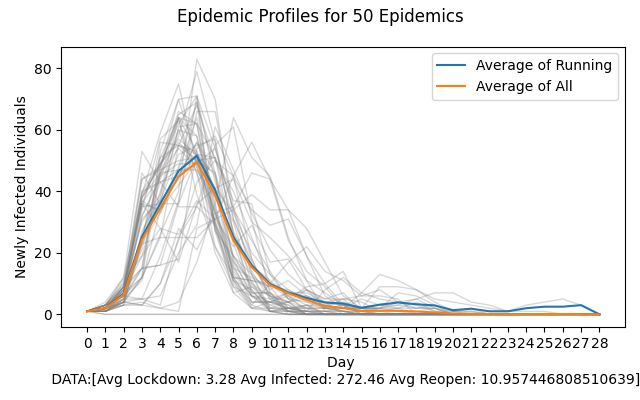 Epidemic Profiles for 50 Epidemics
Average of Running
Average of All
Newly Infected Individuals
80
60
40
20
0
0 1 2 3 4 5 6 7 8 9 10 11 12 13 14 15 16 17 18 19 20 21 22 23 24 25 26 27 28
Day
DATA:[Avg Lockdown: 3.28 Avg Infected: 272.46 Avg Reopen: 10.957446808510639]